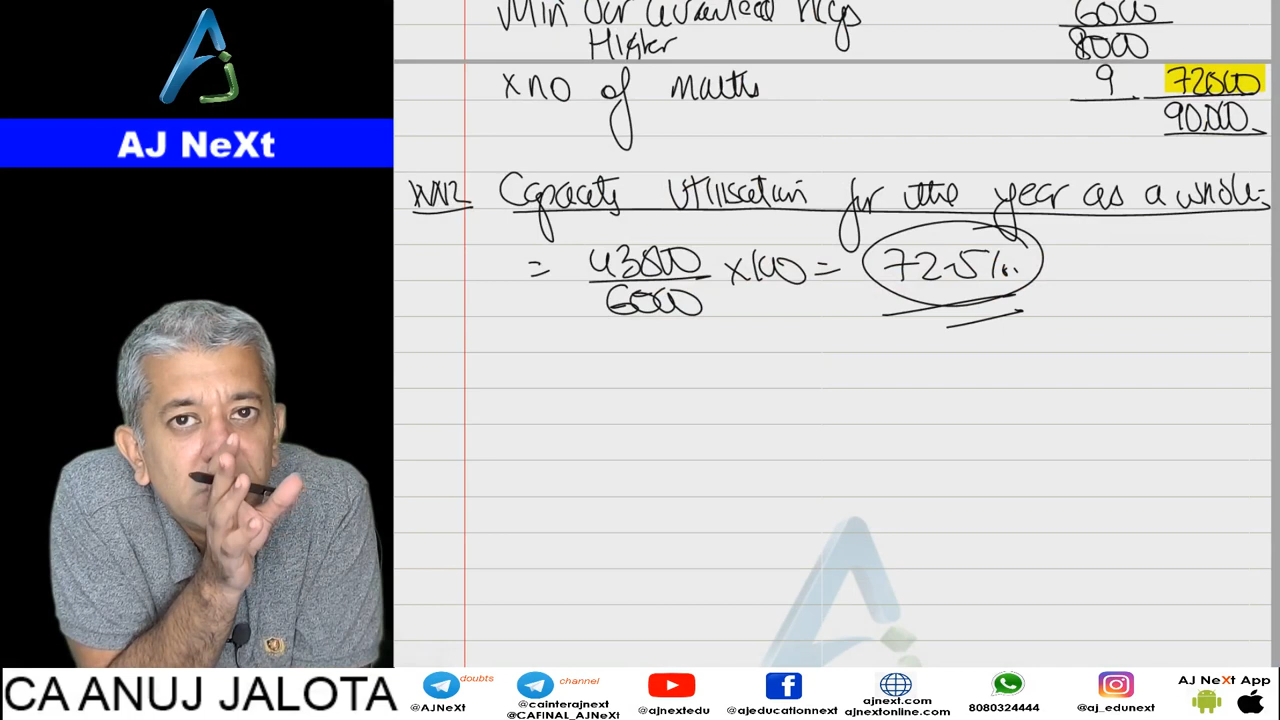 6000
Higher 8000
x no of months 9 72000
90000
AJ NeXt
WN2 Capacity Utilisation for the year as a whole:-
= 43500 / 60000 x 100 = 72.5%
CA ANUJ JALOTA
doubts
@AJNeXt
channel
@cainterajnext
@CAFINAL_AJNeXt
@ajnextedu
@ajeducationnext
ajnext.com
ajnextonline.com
8080324444
@aj_edunext
AJ NeXt App